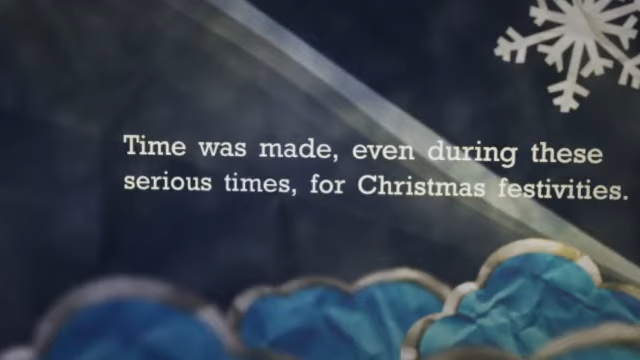 Time was made, even during these
serious times, for Christmas festivities.